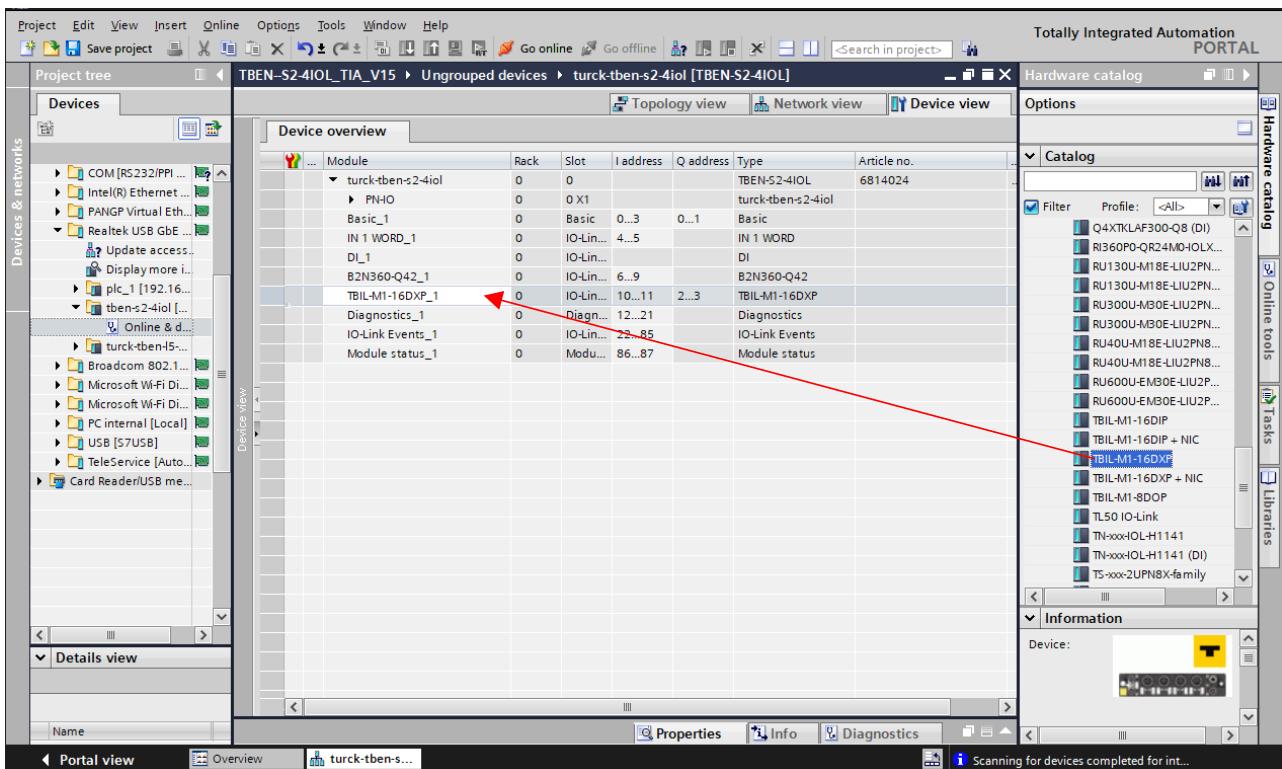 Project Edit View Insert Online Options Tools Window Help
Totally Integrated Automation
PORTAL
Save project Go online Go offline <Search in project>
Project tree
TBEN--S2-4IOL_TIA_V15 Ungrouped devices turck-tben-s2-4iol [TBEN-S2-4IOL]
Hardware catalog
Devices
Topology view Network view Device view
Options
Device overview
... Module Rack Slot I address Q address Type Article no. ...
turck-tben-s2-4iol 0 0 TBEN-S2-4IOL 6814024
PN-IO 0 0 X1 turck-tben-s2-4iol
Basic_1 0 Basic 0...3 0...1 Basic
IN 1 WORD_1 0 IO-Lin... 4...5 IN 1 WORD
DI_1 0 IO-Lin... DI
B2N360-Q42_1 0 IO-Lin... 6...9 B2N360-Q42
TBIL-M1-16DXP_1 0 IO-Lin... 10...11 2...3 TBIL-M1-16DXP
Diagnostics_1 0 Diagn... 12...21 Diagnostics
IO-Link Events_1 0 IO-Lin... 22...85 IO-Link Events
Module status_1 0 Modu... 86...87 Module status
COM [RS232/PPI ...
Intel(R) Ethernet ...
PANGP Virtual Eth...
Realtek USB GbE ...
Update access..
Display more i...
plc_1 [192.16...
tben-s2-4iol [...
Online & d...
turck-tben-l5-...
Broadcom 802.1...
Microsoft Wi-Fi Di...
Microsoft Wi-Fi Di...
PC internal [Local]
USB [S7USB]
TeleService [Auto...
Card Reader/USB me...
Details view
Name
Devices & networks
Device view
Catalog
Filter Profile: <All>
Q4XTKLAF300-Q8 (DI)
RI360P0-QR24M0-IOLX...
RU130U-M18E-LIU2PN...
RU130U-M18E-LIU2PN...
RU300U-M30E-LIU2PN...
RU300U-M30E-LIU2PN...
RU40U-M18E-LIU2PN8...
RU40U-M18E-LIU2PN8...
RU600U-EM30E-LIU2P...
RU600U-EM30E-LIU2P...
TBIL-M1-16DIP
TBIL-M1-16DIP + NIC
TBIL-M1-16DXP
TBIL-M1-16DXP + NIC
TBIL-M1-8DOP
TL50 IO-Link
TN-xxx-IOL-H1141
TN-xxx-IOL-H1141 (DI)
TS-xxx-2UPN8X-family
Information
Device:
Hardware catalog
Online tools
Tasks
Libraries
Properties Info Diagnostics
Portal view Overview turck-tben-s...
Scanning for devices completed for int...